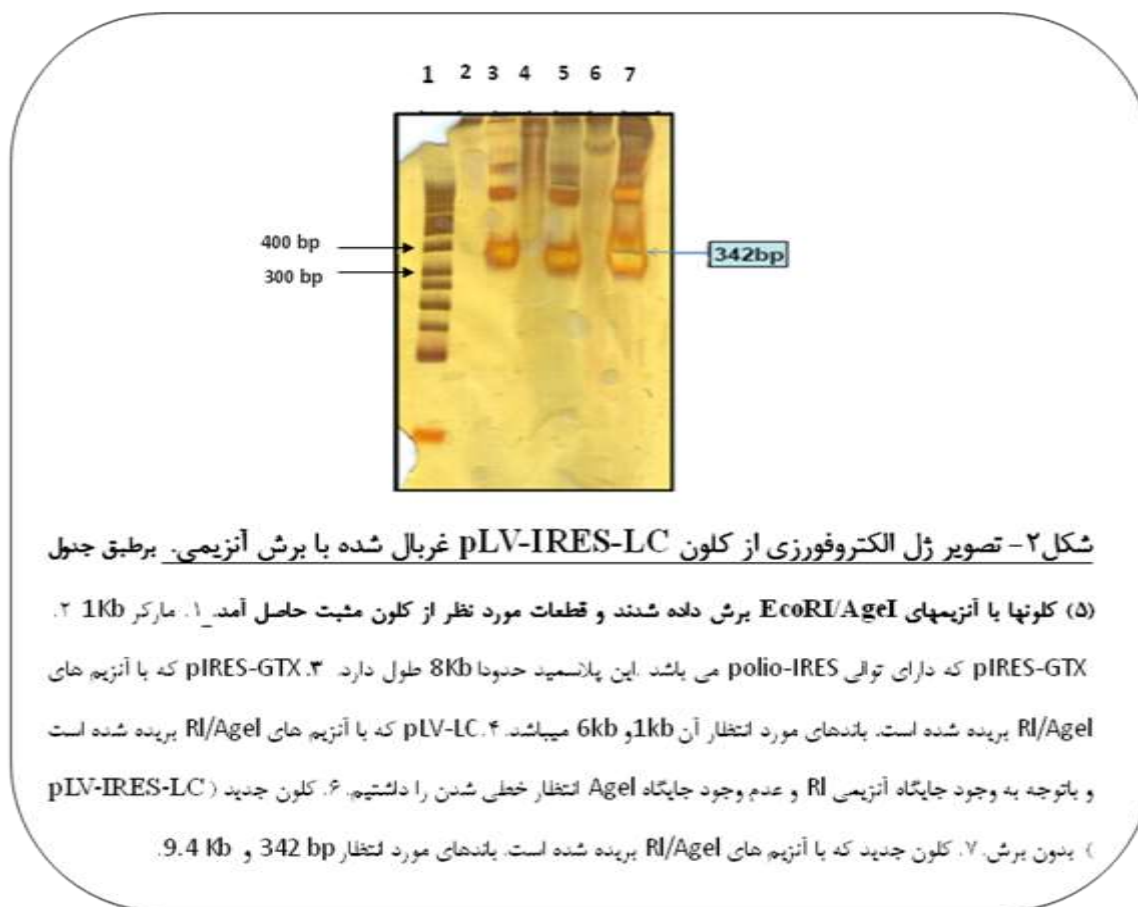 1 2 3 4 5 6 7
400 bp
342bp
300 bp
شکل۲- تصویر ژل الکتروفورزی از کلون pLV-IRES-LC غربال شده با برش آنزیمی. برطبق جدول
(۵) کلونها با آنزیمهای EcoRI/AgeI برش داده شدند و قطعات مورد نظر از کلون مثبت حاصل آمد. ۱. مارکر 1Kb ۲.
pIRES-GTX که دارای توالی polio-IRES می باشد .این پلاسمید حدودا 8Kb طول دارد. ۳. pIRES-GTX که با آنزیم های
RI/AgeI بریده شده است. باندهای مورد انتظار آن 1kb و 6kb میباشد. ۴. pLV-LC که با آنزیم های RI/AgeI بریده شده است
و باتوجه به وجود جایگاه آنزیمی RI و عدم وجود جایگاه AgeI انتظار خطی شدن را داشتیم. ۶. کلون جدید ( pLV-IRES-LC
) بدون برش. ۷. کلون جدید که با آنزیم های RI/AgeI بریده شده است. باندهای مورد انتظار 342 bp و 9.4 Kb.